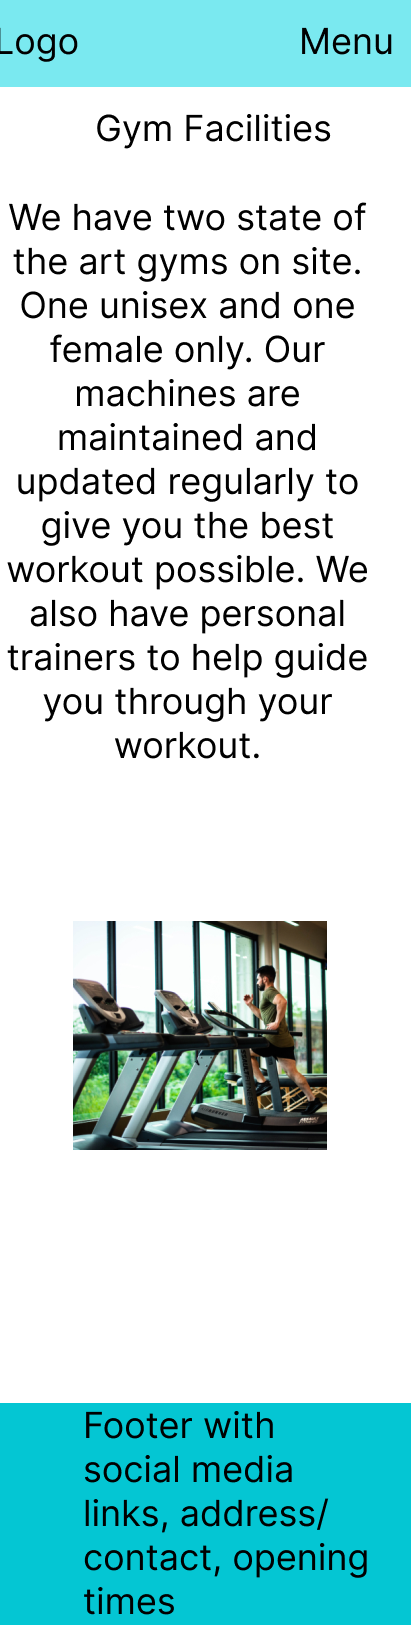 Logo Menu
Gym Facilities
We have two state of
the art gyms on site.
One unisex and one
female only. Our
machines are
maintained and
updated regularly to
give you the best
workout possible. We
also have personal
trainers to help guide
you through your
workout.
Footer with
social media
links, address/
contact, opening
times